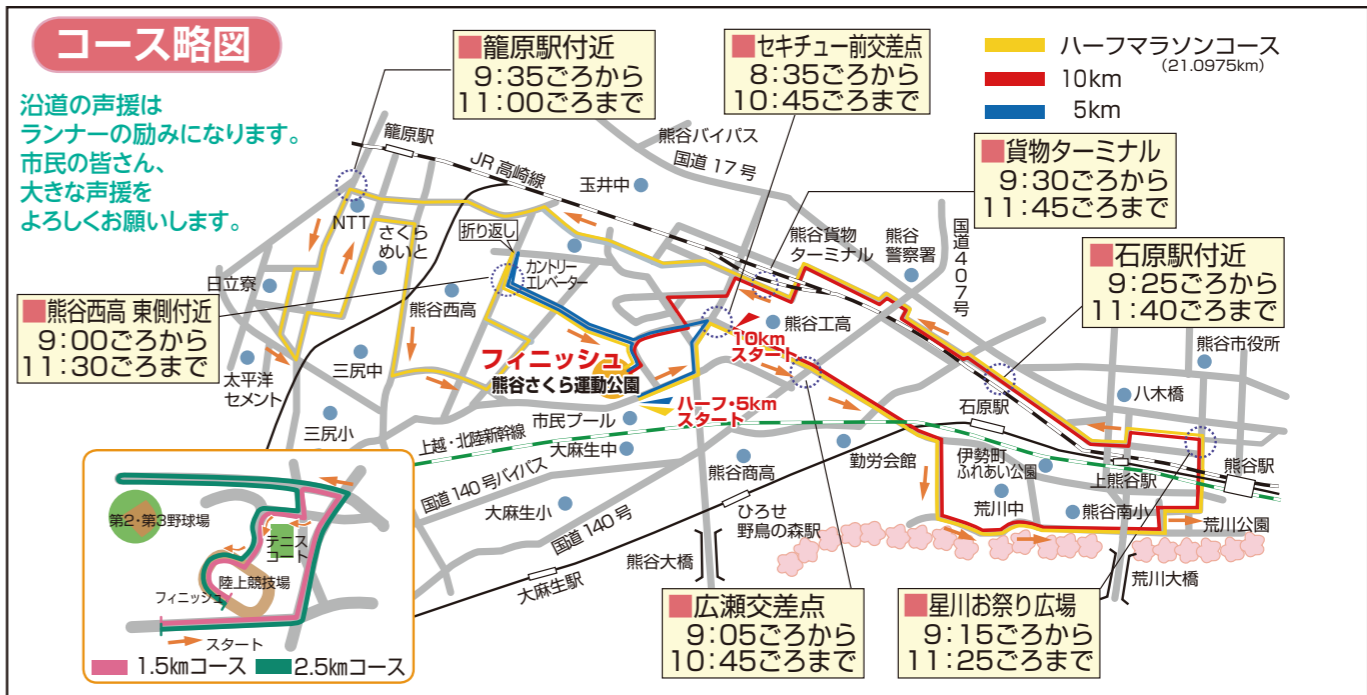 コース略図
沿道の声援は
ランナーの励みになります。
市民の皆さん、
大きな声援を
よろしくお願いします。
■籠原駅付近
9:35ごろから
11:00ごろまで
■セキチュー前交差点
8:35ごろから
10:45ごろまで
ハーフマラソンコース
(21.0975km)
10km
5km
■貨物ターミナル
9:30ごろから
11:45ごろまで
■石原駅付近
9:25ごろから
11:40ごろまで
■熊谷西高 東側付近
9:00ごろから
11:30ごろまで
籠原駅
JR高崎線
熊谷バイパス
国道17号
玉井中
NTT
さくら
めいと
折り返し
カントリー
エレベーター
熊谷貨物
ターミナル
熊谷
警察署
国道407号
日立寮
熊谷西高
熊谷工高
10km
スタート
熊谷市役所
フィニッシュ
熊谷さくら運動公園
ハーフ・5km
スタート
太平洋
セメント
三尻中
三尻小
市民プール
石原駅
八木橋
上越・北陸新幹線
大麻生中
国道140号バイパス
熊谷商高
勤労会館
伊勢町
ふれあい公園
上熊谷駅
熊谷駅
大麻生小
国道140号
ひろせ
野鳥の森駅
荒川中
熊谷南小
荒川公園
大麻生駅
熊谷大橋
荒川大橋
■広瀬交差点
9:05ごろから
10:45ごろまで
■星川お祭り広場
9:15ごろから
11:25ごろまで
第2・第3野球場
テニス
コート
陸上競技場
フィニッシュ
スタート
1.5㎞コース
2.5㎞コース